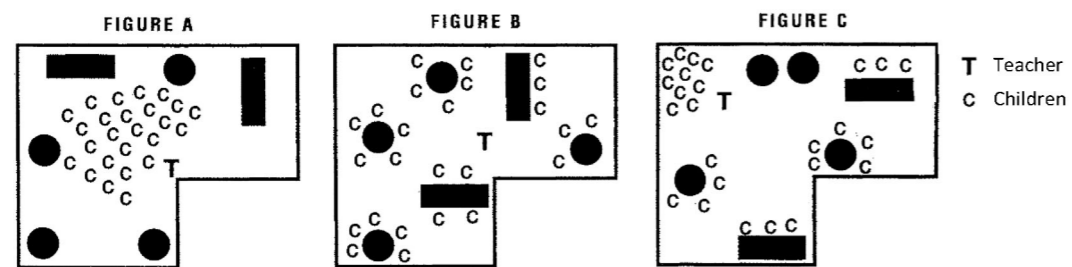 FIGURE A
FIGURE B
FIGURE C
T Teacher
C Children